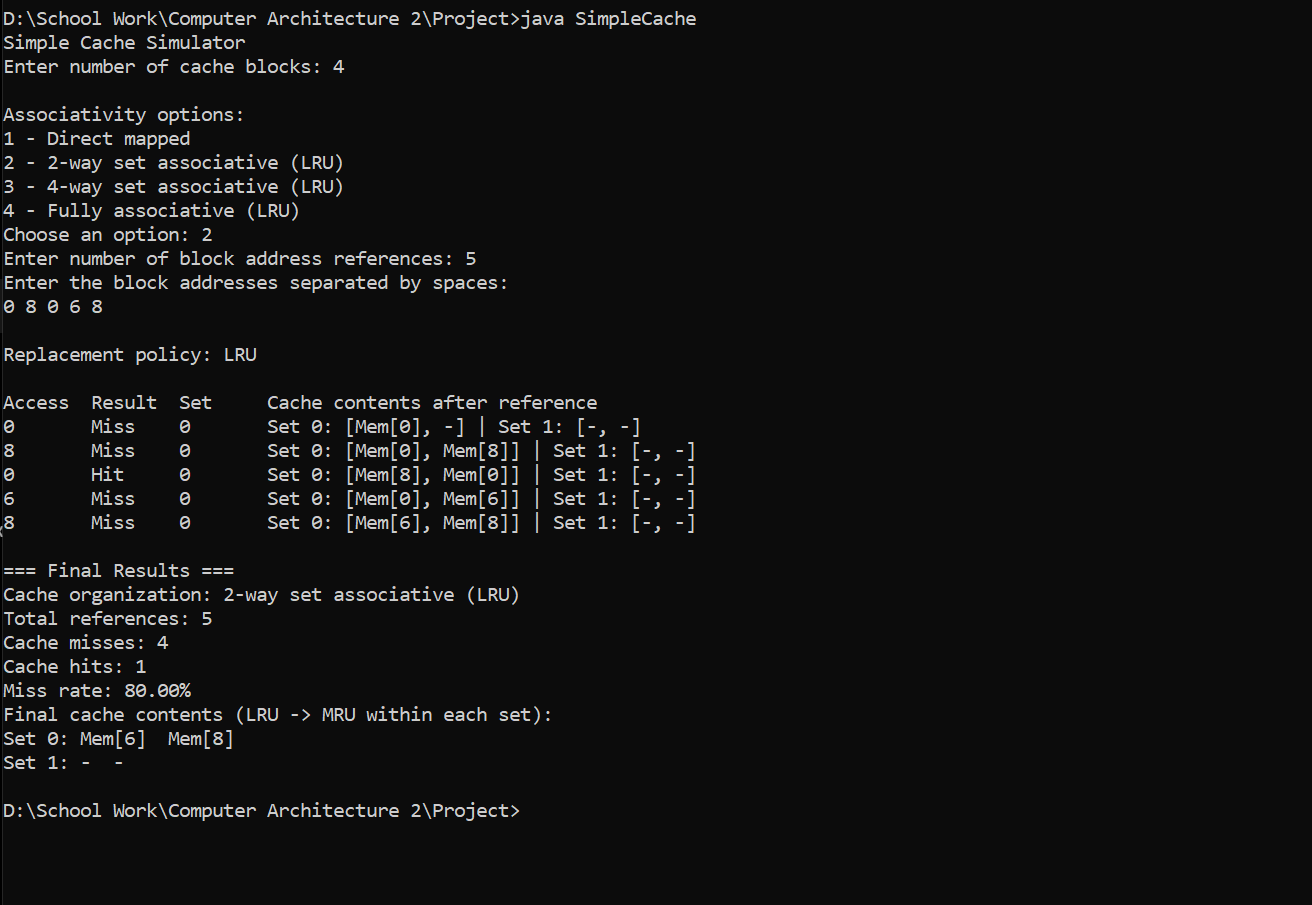 D:\School Work\Computer Architecture 2\Project>java SimpleCache
Simple Cache Simulator
Enter number of cache blocks: 4
Associativity options:
1 - Direct mapped
2 - 2-way set associative (LRU)
3 - 4-way set associative (LRU)
4 - Fully associative (LRU)
Choose an option: 2
Enter number of block address references: 5
Enter the block addresses separated by spaces:
0 8 0 6 8
Replacement policy: LRU
Access  Result  Set     Cache contents after reference
0       Miss    0       Set 0: [Mem[0], -] | Set 1: [-, -]
8       Miss    0       Set 0: [Mem[0], Mem[8]] | Set 1: [-, -]
0       Hit     0       Set 0: [Mem[8], Mem[0]] | Set 1: [-, -]
6       Miss    0       Set 0: [Mem[0], Mem[6]] | Set 1: [-, -]
8       Miss    0       Set 0: [Mem[6], Mem[8]] | Set 1: [-, -]
=== Final Results ===
Cache organization: 2-way set associative (LRU)
Total references: 5
Cache misses: 4
Cache hits: 1
Miss rate: 80.00%
Final cache contents (LRU -> MRU within each set):
Set 0: Mem[6]  Mem[8]
Set 1: -  -
D:\School Work\Computer Architecture 2\Project>